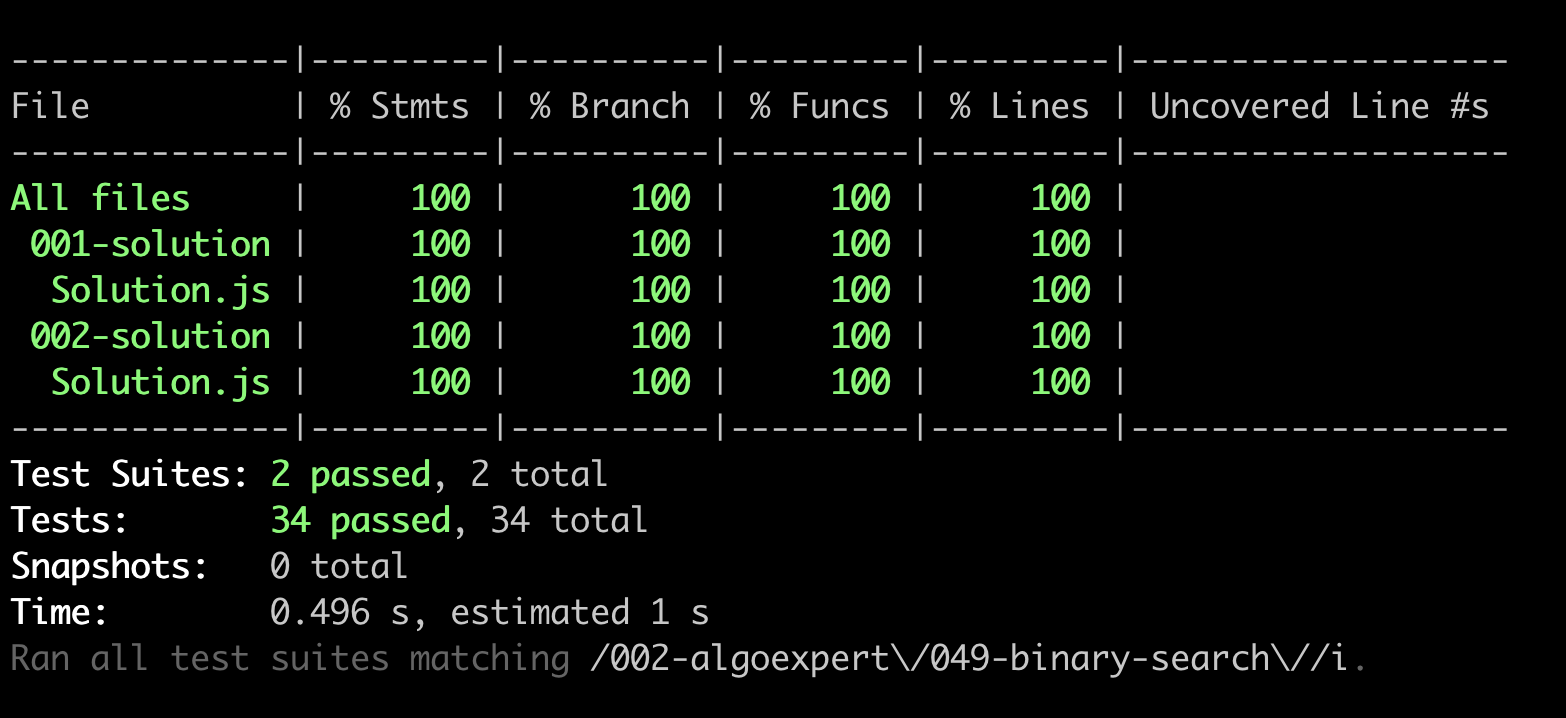 --------------|---------|----------|---------|---------|-------------------
File          | % Stmts | % Branch | % Funcs | % Lines | Uncovered Line #s
--------------|---------|----------|---------|---------|-------------------
All files     |     100 |      100 |     100 |     100 |
 001-solution |     100 |      100 |     100 |     100 |
  Solution.js |     100 |      100 |     100 |     100 |
 002-solution |     100 |      100 |     100 |     100 |
  Solution.js |     100 |      100 |     100 |     100 |
--------------|---------|----------|---------|---------|-------------------
Test Suites: 2 passed, 2 total
Tests:       34 passed, 34 total
Snapshots:   0 total
Time:        0.496 s, estimated 1 s
Ran all test suites matching /002-algoexpert\/049-binary-search\//i.